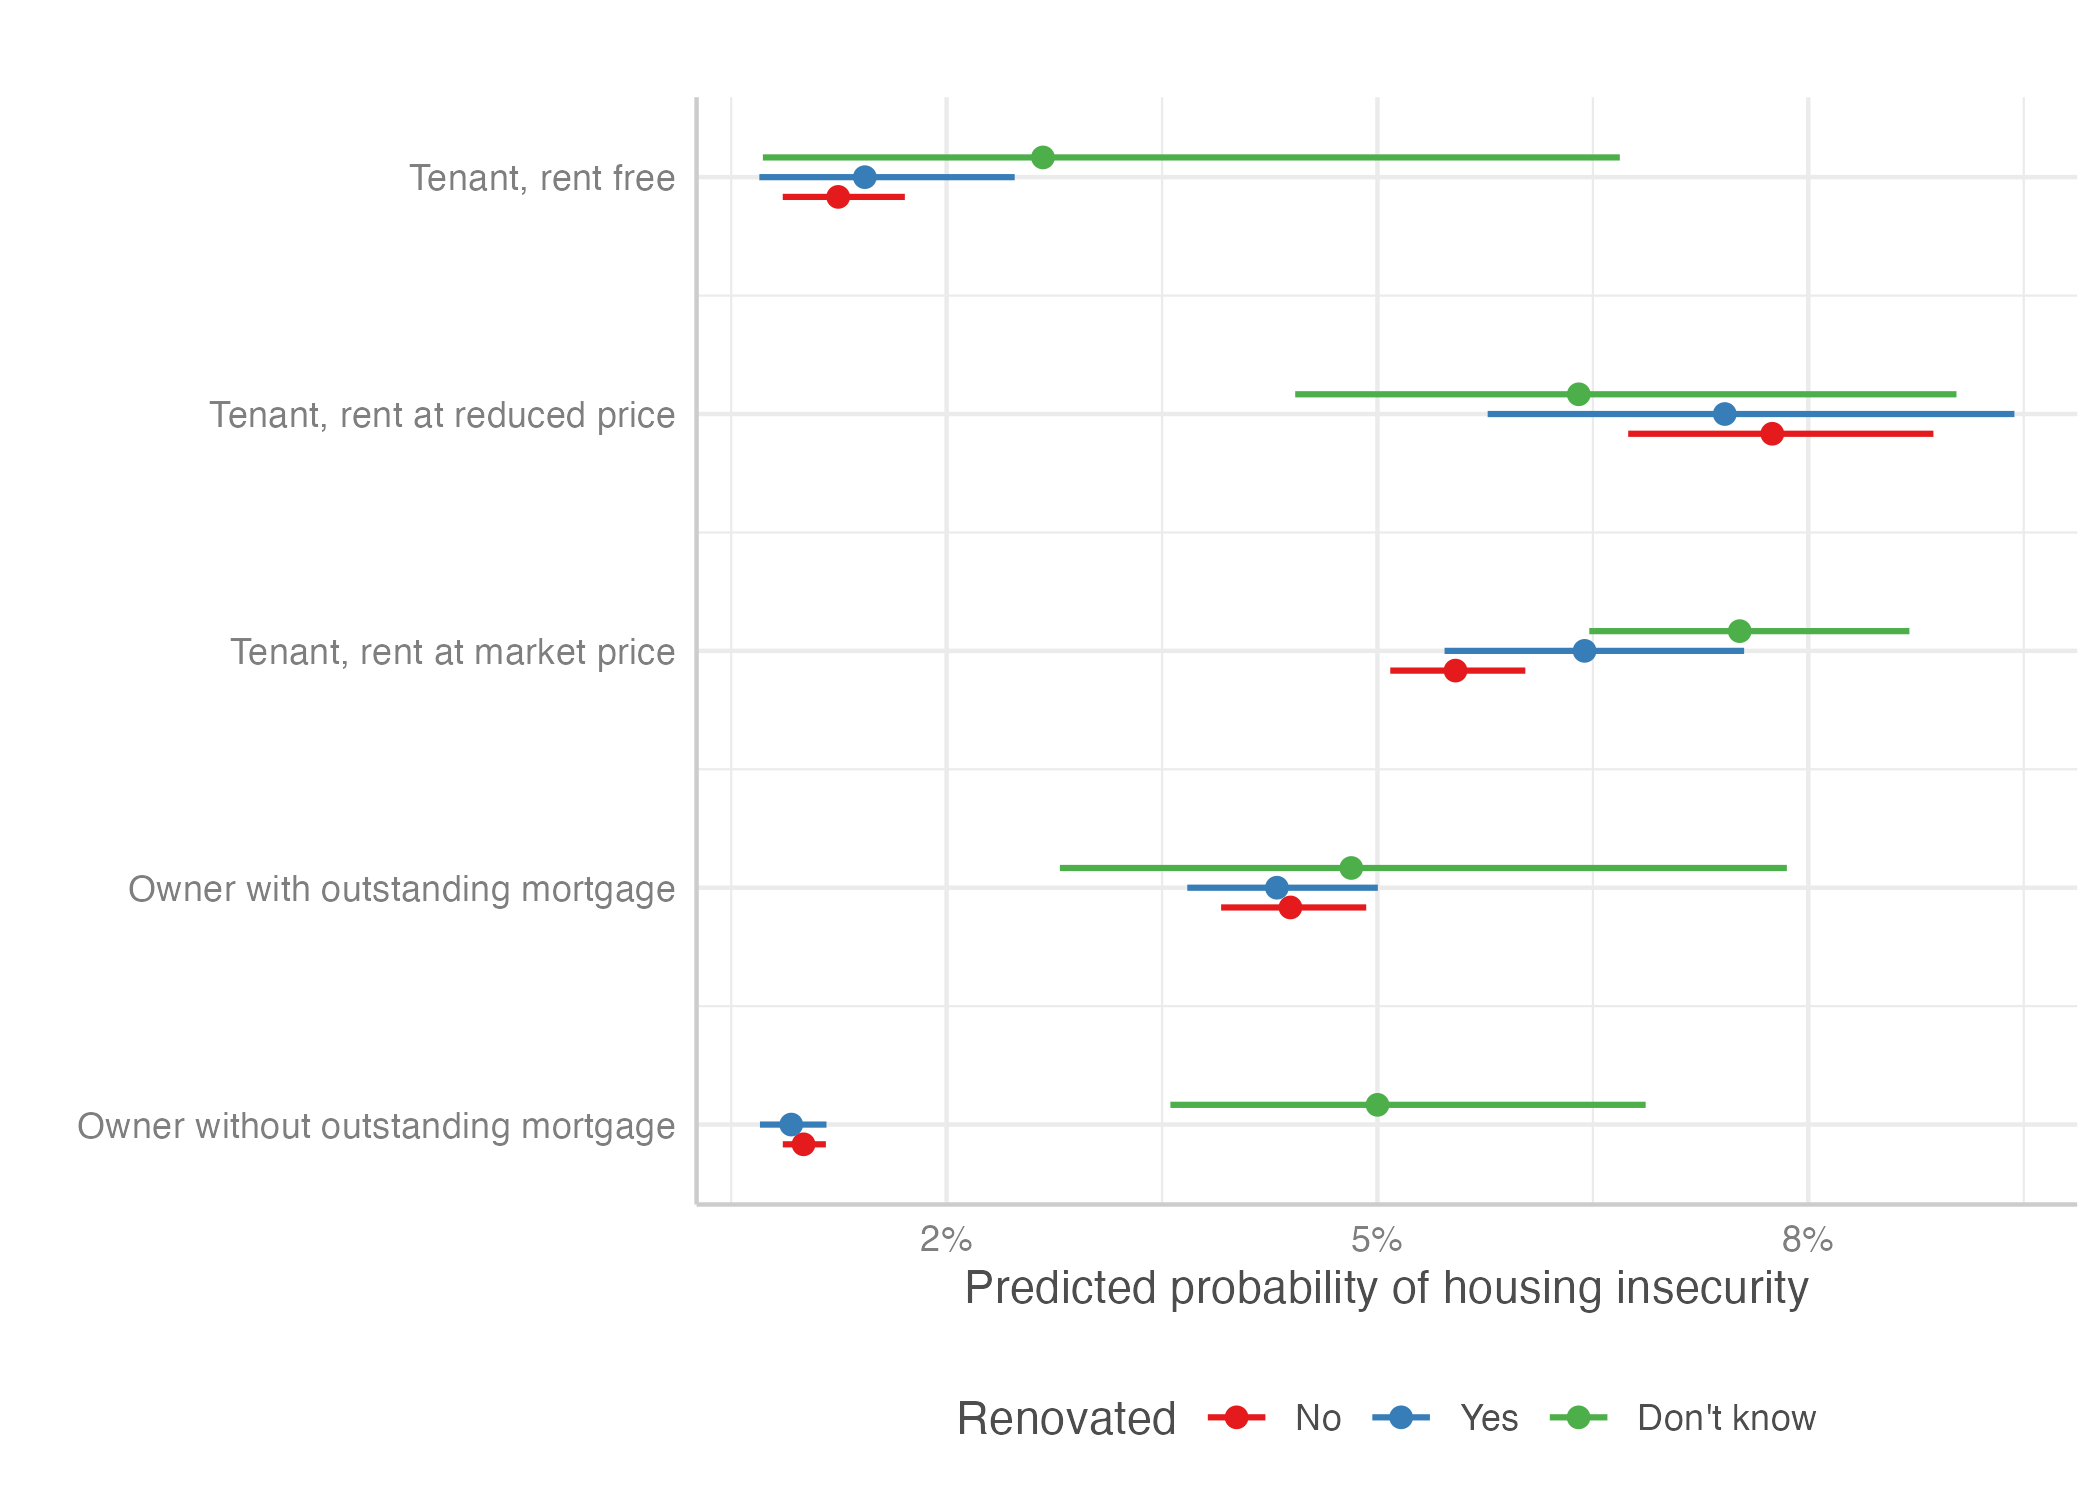 Tenant, rent free
Tenant, rent at reduced price
Tenant, rent at market price
Owner with outstanding mortgage
Owner without outstanding mortgage
2% 5% 8%
Predicted probability of housing insecurity
Renovated No Yes Don't know